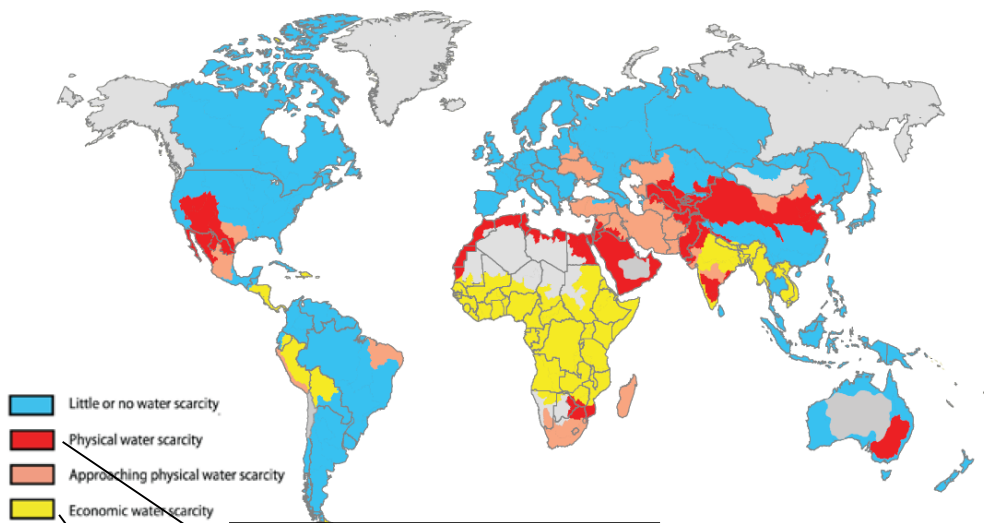 Little or no water scarcity
Physical water scarcity
Approaching physical water scarcity
Economic water scarcity